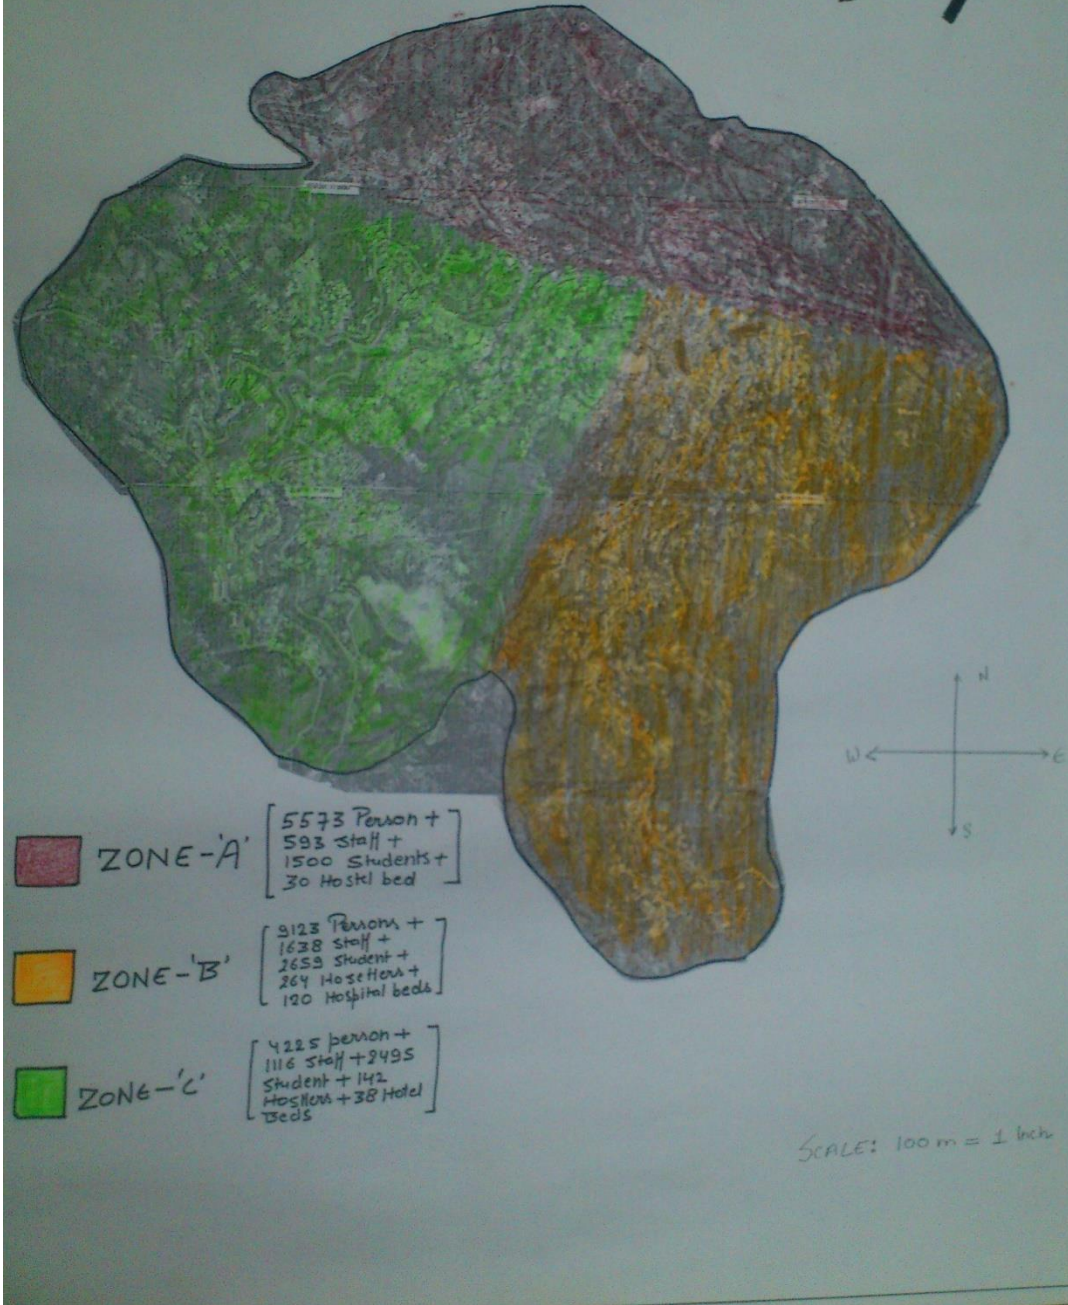 N
W
E
S
ZONE-'A'
5573 Person +
593 Staff +
1500 Students +
30 Hostel bed
ZONE-'B'
9123 Persons +
1638 Staff +
2659 Student +
264 Hosetlers +
120 Hospital beds
ZONE-'C'
4225 person +
1116 Staff + 2495
Student + 142
Hostlers + 38 Hotel
Beds
SCALE: 100 m = 1 Inch